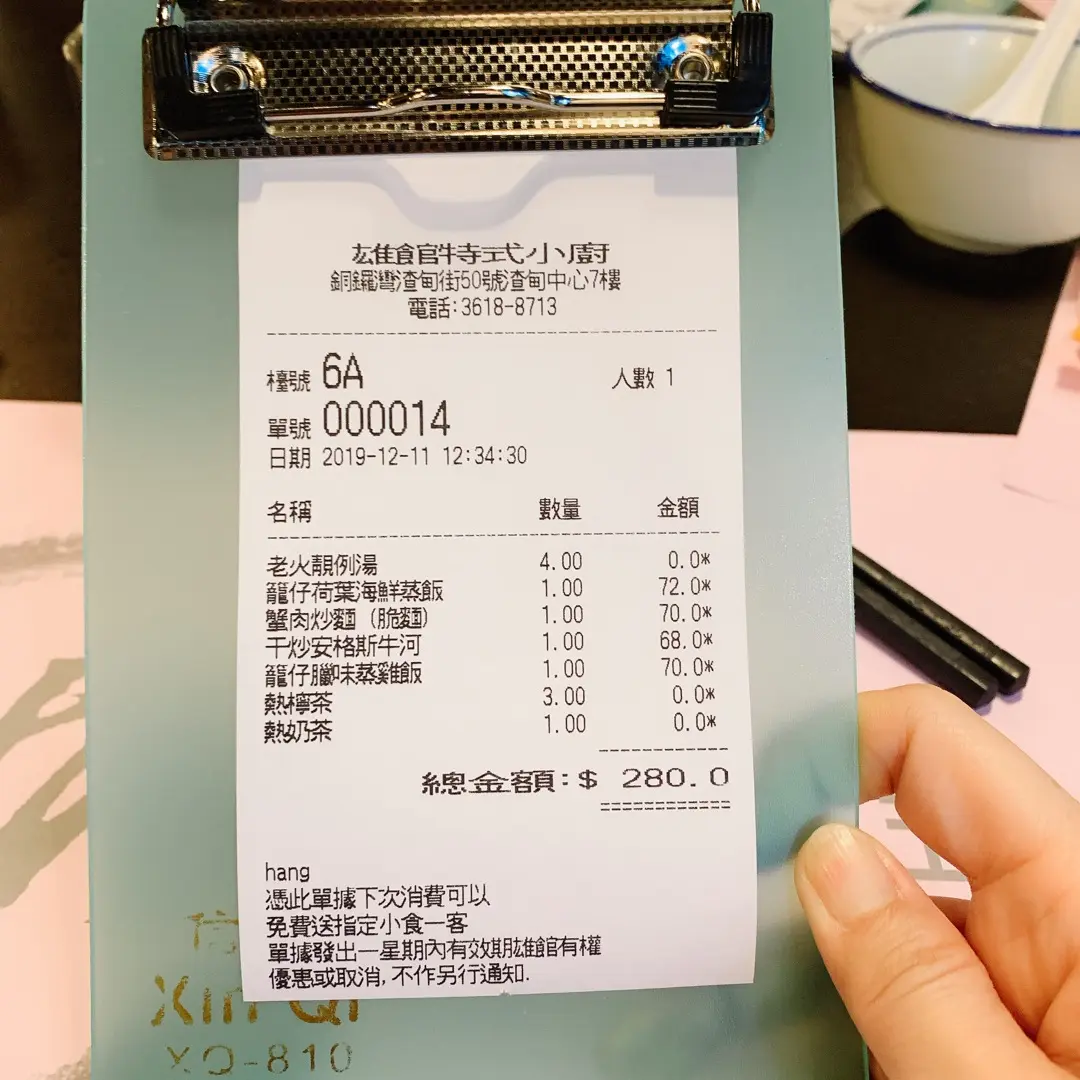 雄館特式小廚
銅鑼灣渣甸街50號渣甸中心7樓
電話:3618-8713
檯號 6A 人數 1
單號 000014
日期 2019-12-11 12:34:30
名稱 數量 金額
老火靚例湯 4.00 0.0*
籠仔荷葉海鮮蒸飯 1.00 72.0*
蟹肉炒麵 (脆麵) 1.00 70.0*
干炒安格斯牛河 1.00 68.0*
籠仔臘味蒸雞飯 1.00 70.0*
熱檸茶 3.00 0.0*
熱奶茶 1.00 0.0*
總金額:$ 280.0
hang
憑此單據下次消費可以
免費送指定小食一客
單據發出一星期內有效期雄館有權
優惠或取消,不作另行通知.
Xin Qi
XQ-810